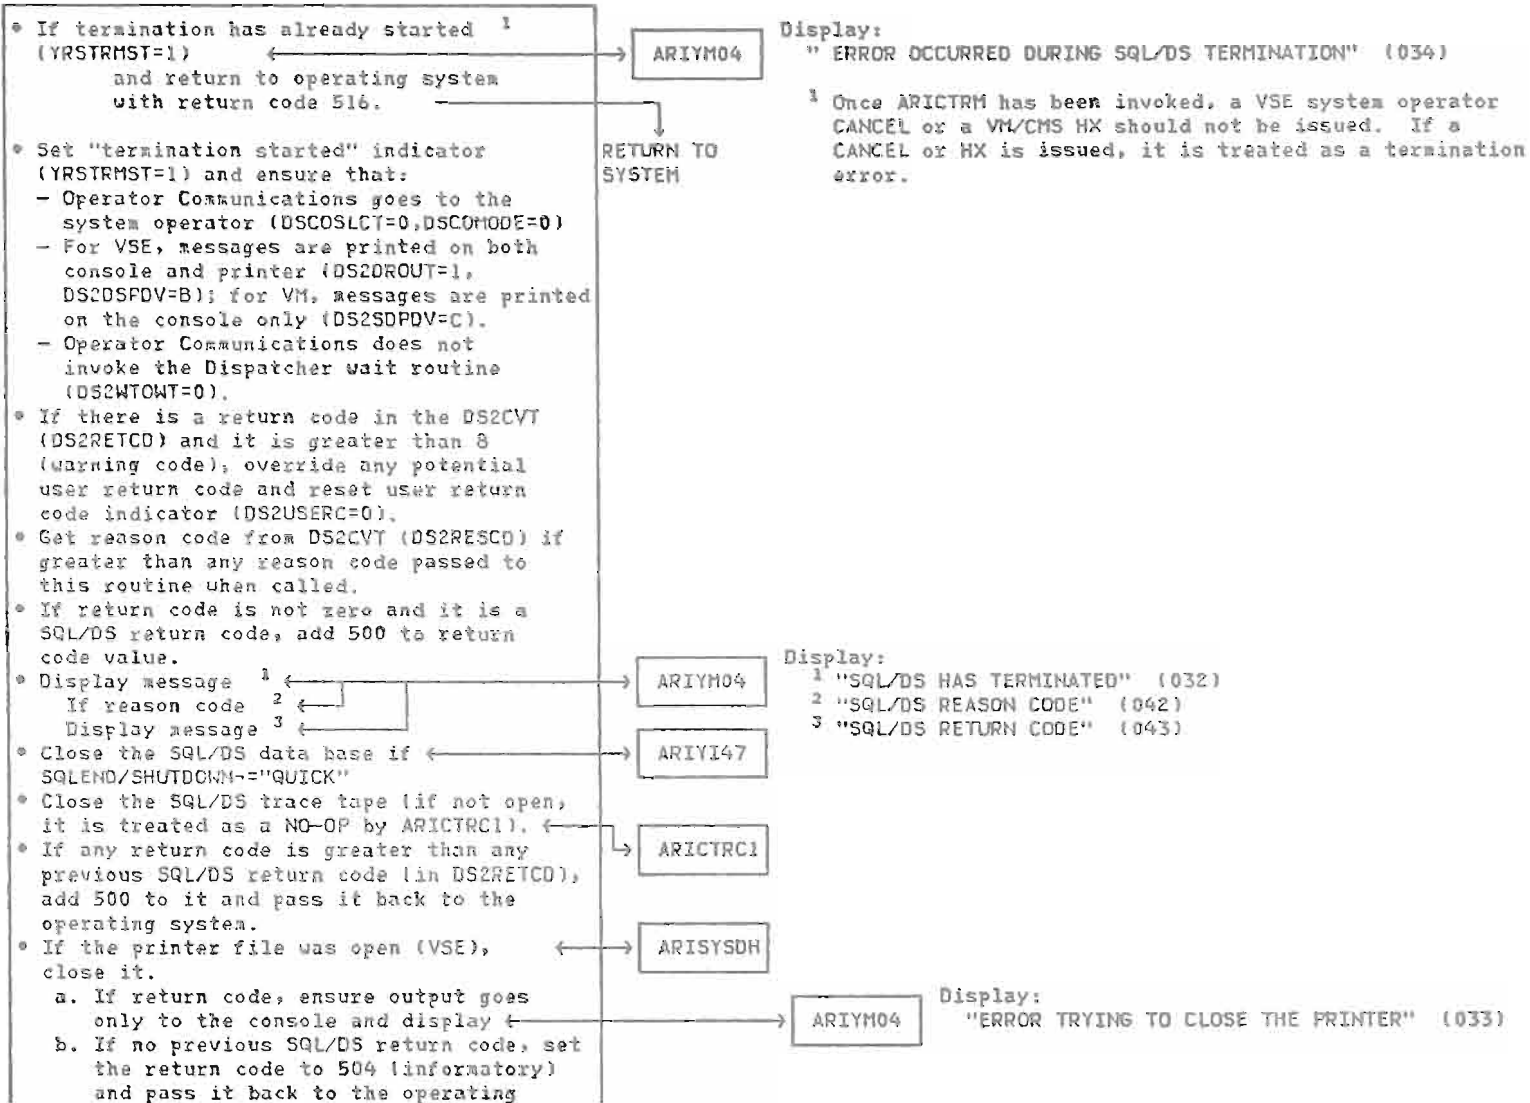 • If termination has already started 1
(YRSTRMST=1)
and return to operating system
with return code 516.
ARIYM04
Display:
" ERROR OCCURRED DURING SQL/DS TERMINATION" (034)
1 Once ARICTRM has been invoked, a VSE system operator
CANCEL or a VM/CMS HX should not be issued. If a
CANCEL or HX is issued, it is treated as a termination
error.
RETURN TO
SYSTEM
• Set "termination started" indicator
(YRSTRMST=1) and ensure that:
- Operator Communications goes to the
system operator (DSCOSLCT=0,DSCOMODE=0)
- For VSE, messages are printed on both
console and printer (DS2DROUT=1,
DS2DSPDV=B); for VM, messages are printed
on the console only (DS2SDPDV=C).
- Operator Communications does not
invoke the Dispatcher wait routine
(DS2WTOWT=0).
• If there is a return code in the DS2CVT
(DS2RETCD) and it is greater than 8
(warning code), override any potential
user return code and reset user return
code indicator (DS2USERC=0).
• Get reason code from DS2CVT (DS2RESCD) if
greater than any reason code passed to
this routine when called.
• If return code is not zero and it is a
SQL/DS return code, add 500 to return
code value.
• Display message 1
If reason code 2
Display message 3
ARIYM04
Display:
1 "SQL/DS HAS TERMINATED" (032)
2 "SQL/DS REASON CODE" (042)
3 "SQL/DS RETURN CODE" (043)
• Close the SQL/DS data base if
SQLEND/SHUTDOWN¬="QUICK"
ARIYI47
• Close the SQL/DS trace tape (if not open,
it is treated as a NO-OP by ARICTRC1).
ARICTRC1
• If any return code is greater than any
previous SQL/DS return code (in DS2RETCD),
add 500 to it and pass it back to the
operating system.
• If the printer file was open (VSE),
close it.
ARISYSDH
a. If return code, ensure output goes
only to the console and display
ARIYM04
Display:
"ERROR TRYING TO CLOSE THE PRINTER" (033)
b. If no previous SQL/DS return code, set
the return code to 504 (informatory)
and pass it back to the operating